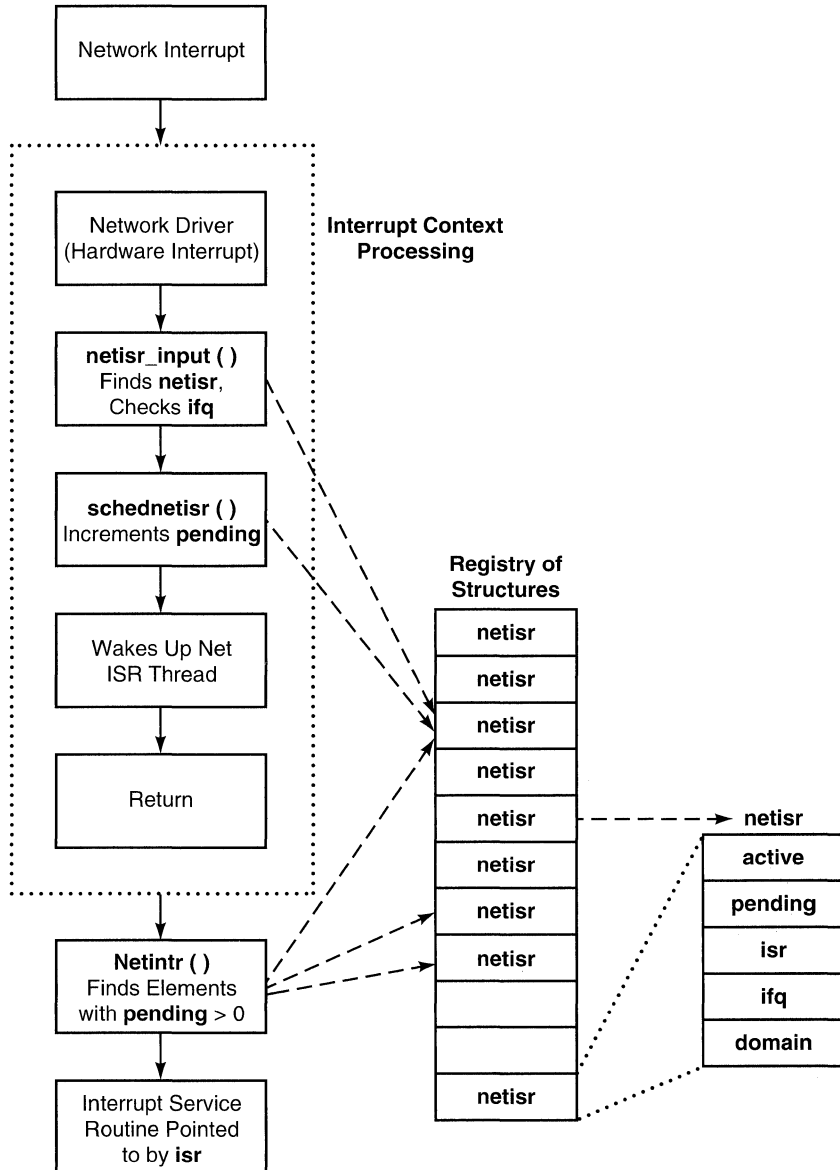 Network Interrupt
Network Driver
(Hardware Interrupt)
Interrupt Context
Processing
netisr_input ( )
Finds netisr,
Checks ifq
schednetisr ( )
Increments pending
Wakes Up Net
ISR Thread
Return
Netintr ( )
Finds Elements
with pending > 0
Interrupt Service
Routine Pointed
to by isr
Registry of
Structures
netisr
netisr
netisr
netisr
netisr
netisr
netisr
netisr
netisr
netisr
active
pending
isr
ifq
domain